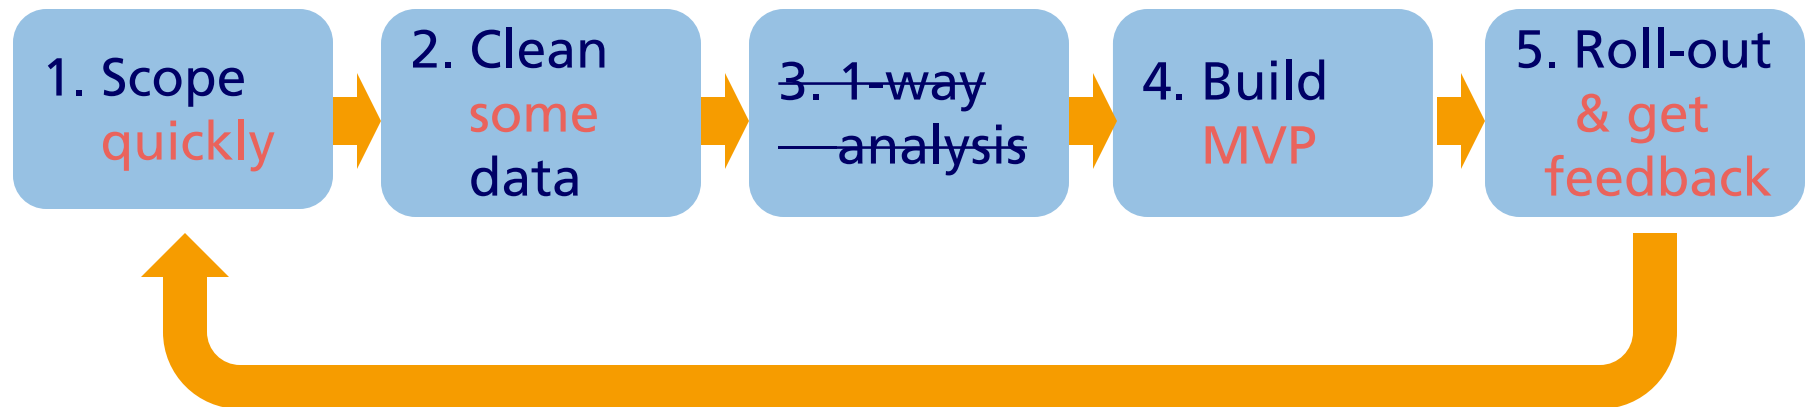 1. Scope
quickly
2. Clean
some
data
3. 1-way
analysis
4. Build
MVP
5. Roll-out
& get
feedback